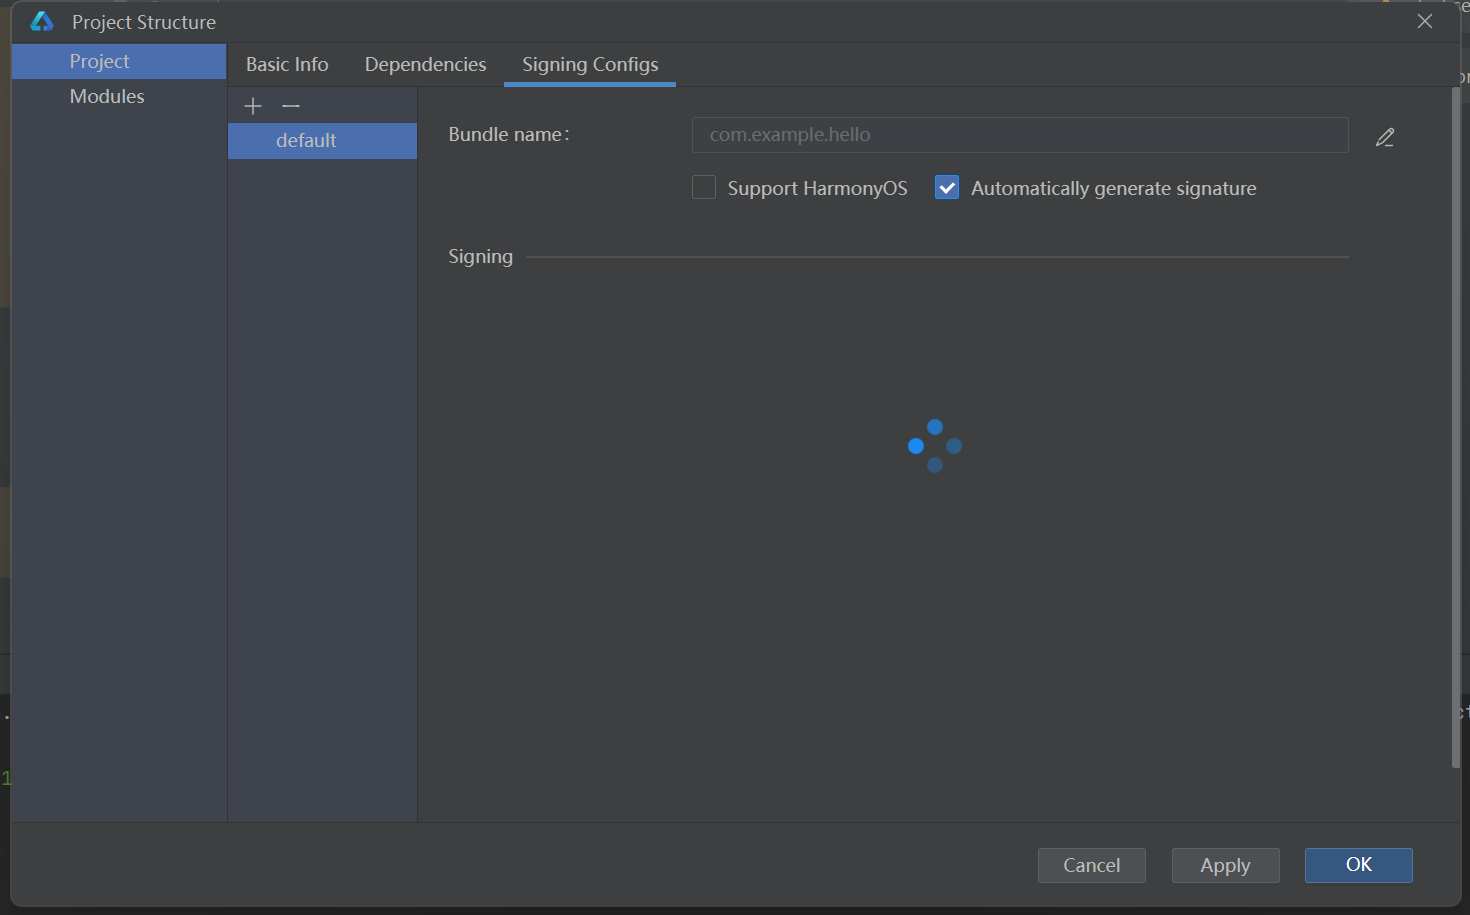 Project Structure
Project
Modules
Basic Info Dependencies Signing Configs
default
Bundle name:
com.example.hello
Support HarmonyOS Automatically generate signature
Signing
1
Cancel Apply OK